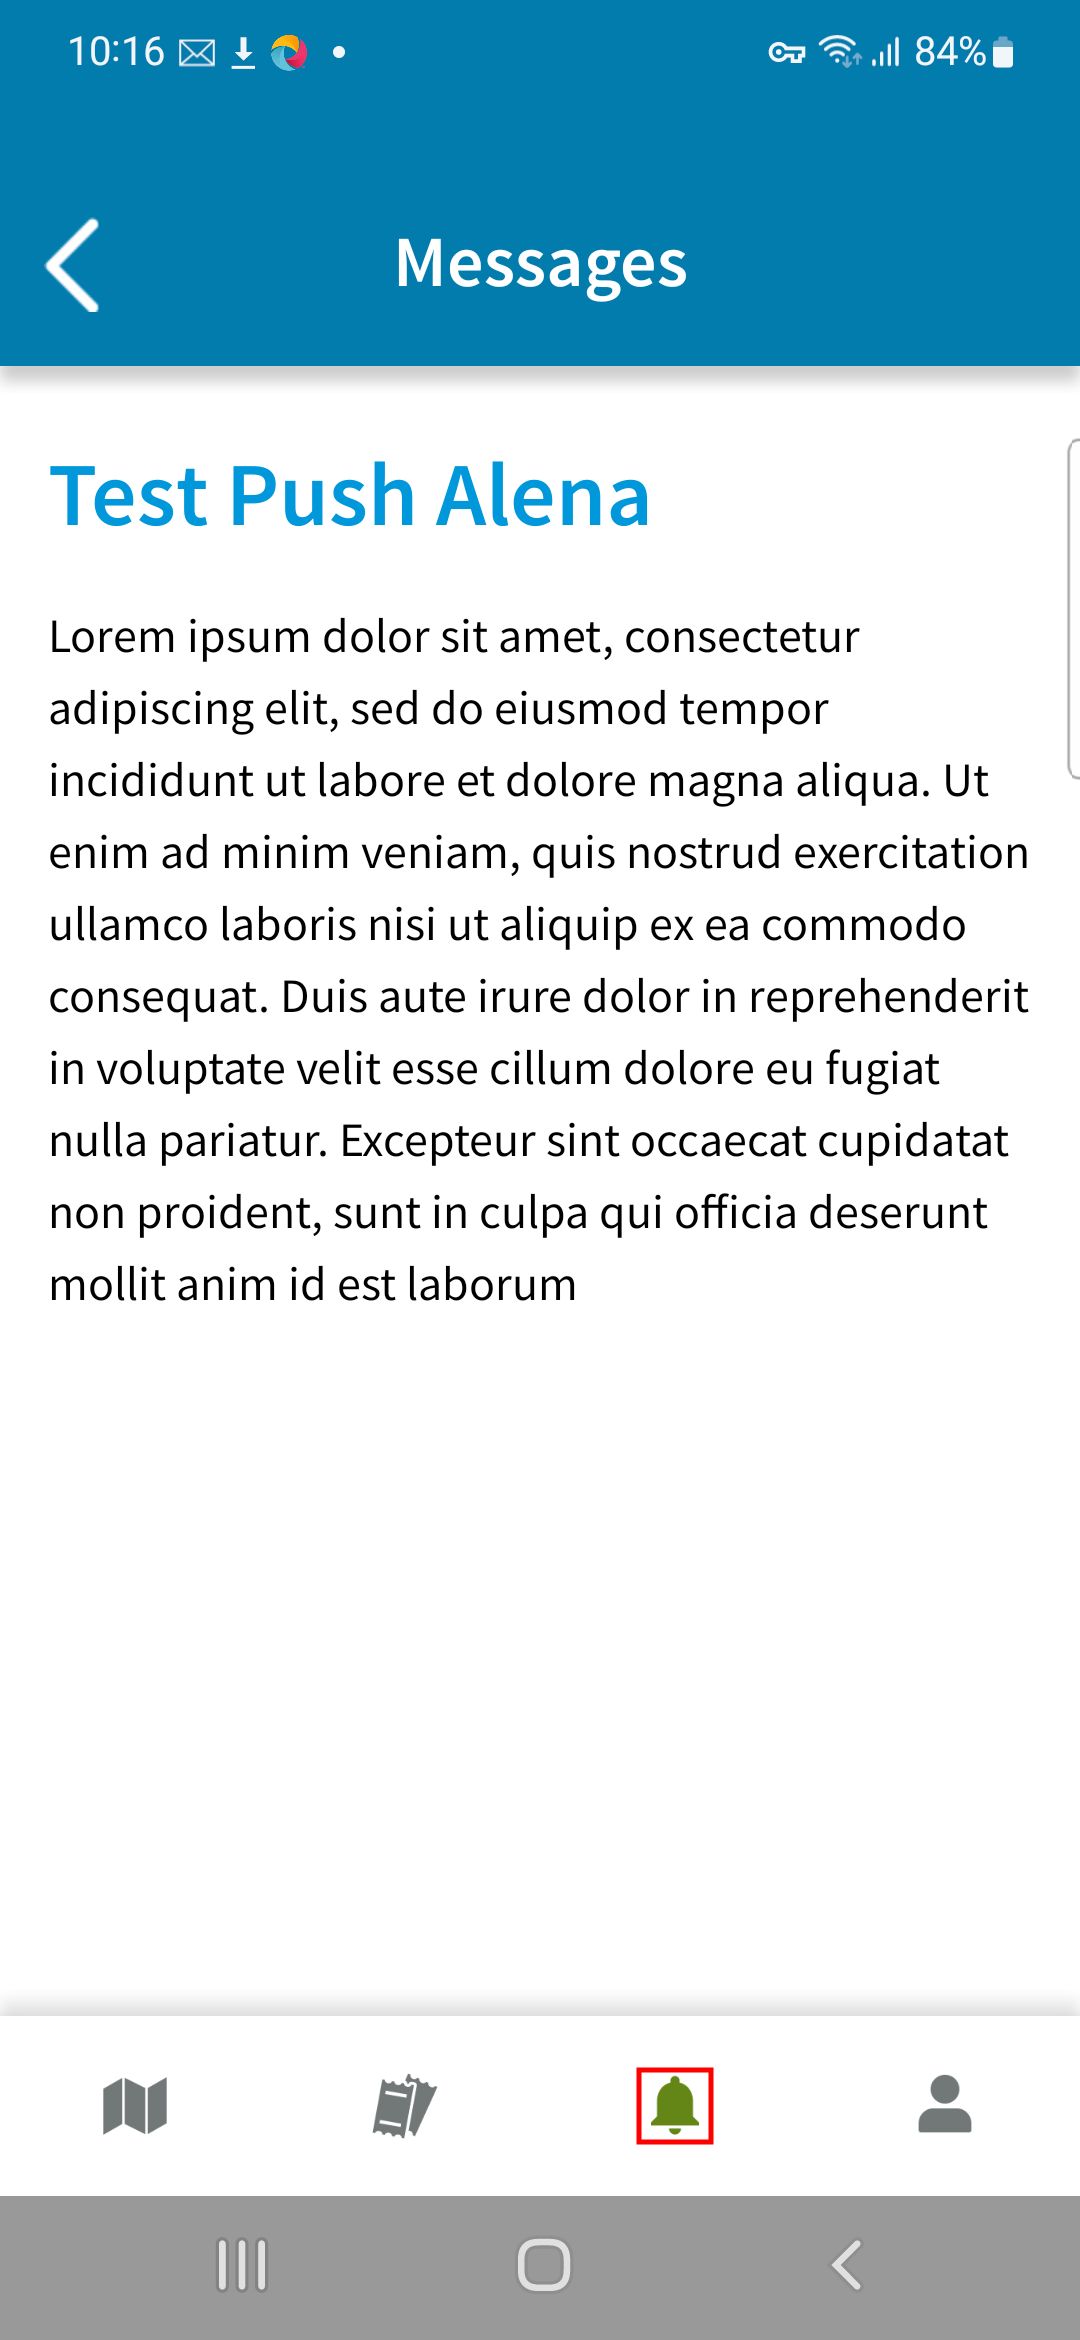 10:16
84%
Messages
Test Push Alena
Lorem ipsum dolor sit amet, consectetur
adipiscing elit, sed do eiusmod tempor
incididunt ut labore et dolore magna aliqua. Ut
enim ad minim veniam, quis nostrud exercitation
ullamco laboris nisi ut aliquip ex ea commodo
consequat. Duis aute irure dolor in reprehenderit
in voluptate velit esse cillum dolore eu fugiat
nulla pariatur. Excepteur sint occaecat cupidatat
non proident, sunt in culpa qui officia deserunt
mollit anim id est laborum